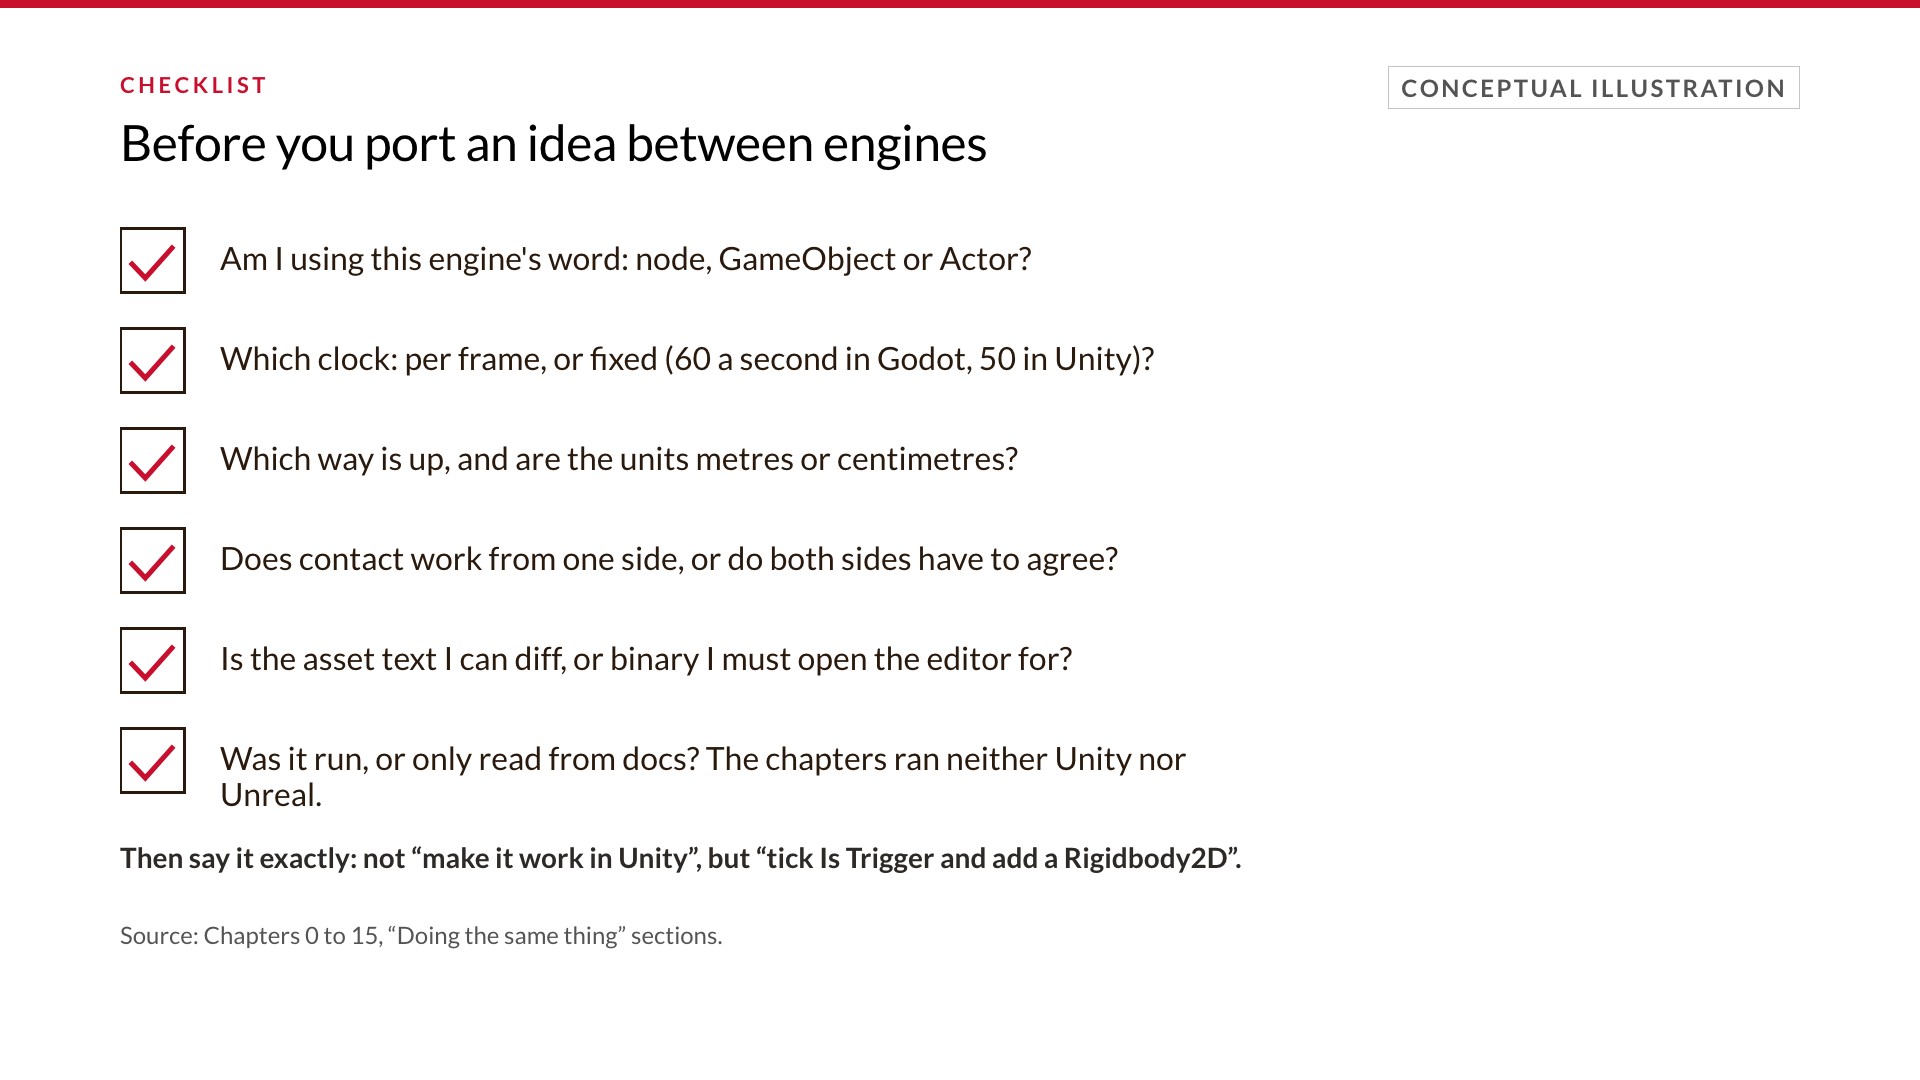 CHECKLIST
CONCEPTUAL ILLUSTRATION
Before you port an idea between engines
Am I using this engine's word: node, GameObject or Actor?
Which clock: per frame, or fixed (60 a second in Godot, 50 in Unity)?
Which way is up, and are the units metres or centimetres?
Does contact work from one side, or do both sides have to agree?
Is the asset text I can diff, or binary I must open the editor for?
Was it run, or only read from docs? The chapters ran neither Unity nor
Unreal.
Then say it exactly: not “make it work in Unity”, but “tick Is Trigger and add a Rigidbody2D”.
Source: Chapters 0 to 15, “Doing the same thing” sections.